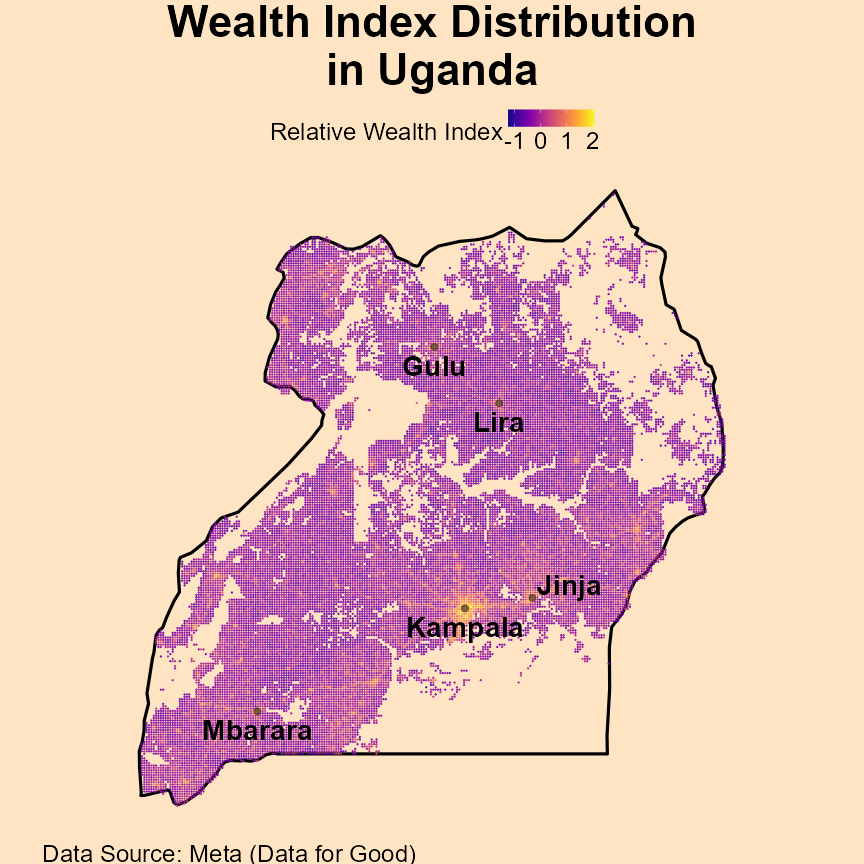 Wealth Index Distribution
in Uganda
Relative Wealth Index
-1 0 1 2
Gulu
Lira
Jinja
Kampala
Mbarara
Data Source: Meta (Data for Good)